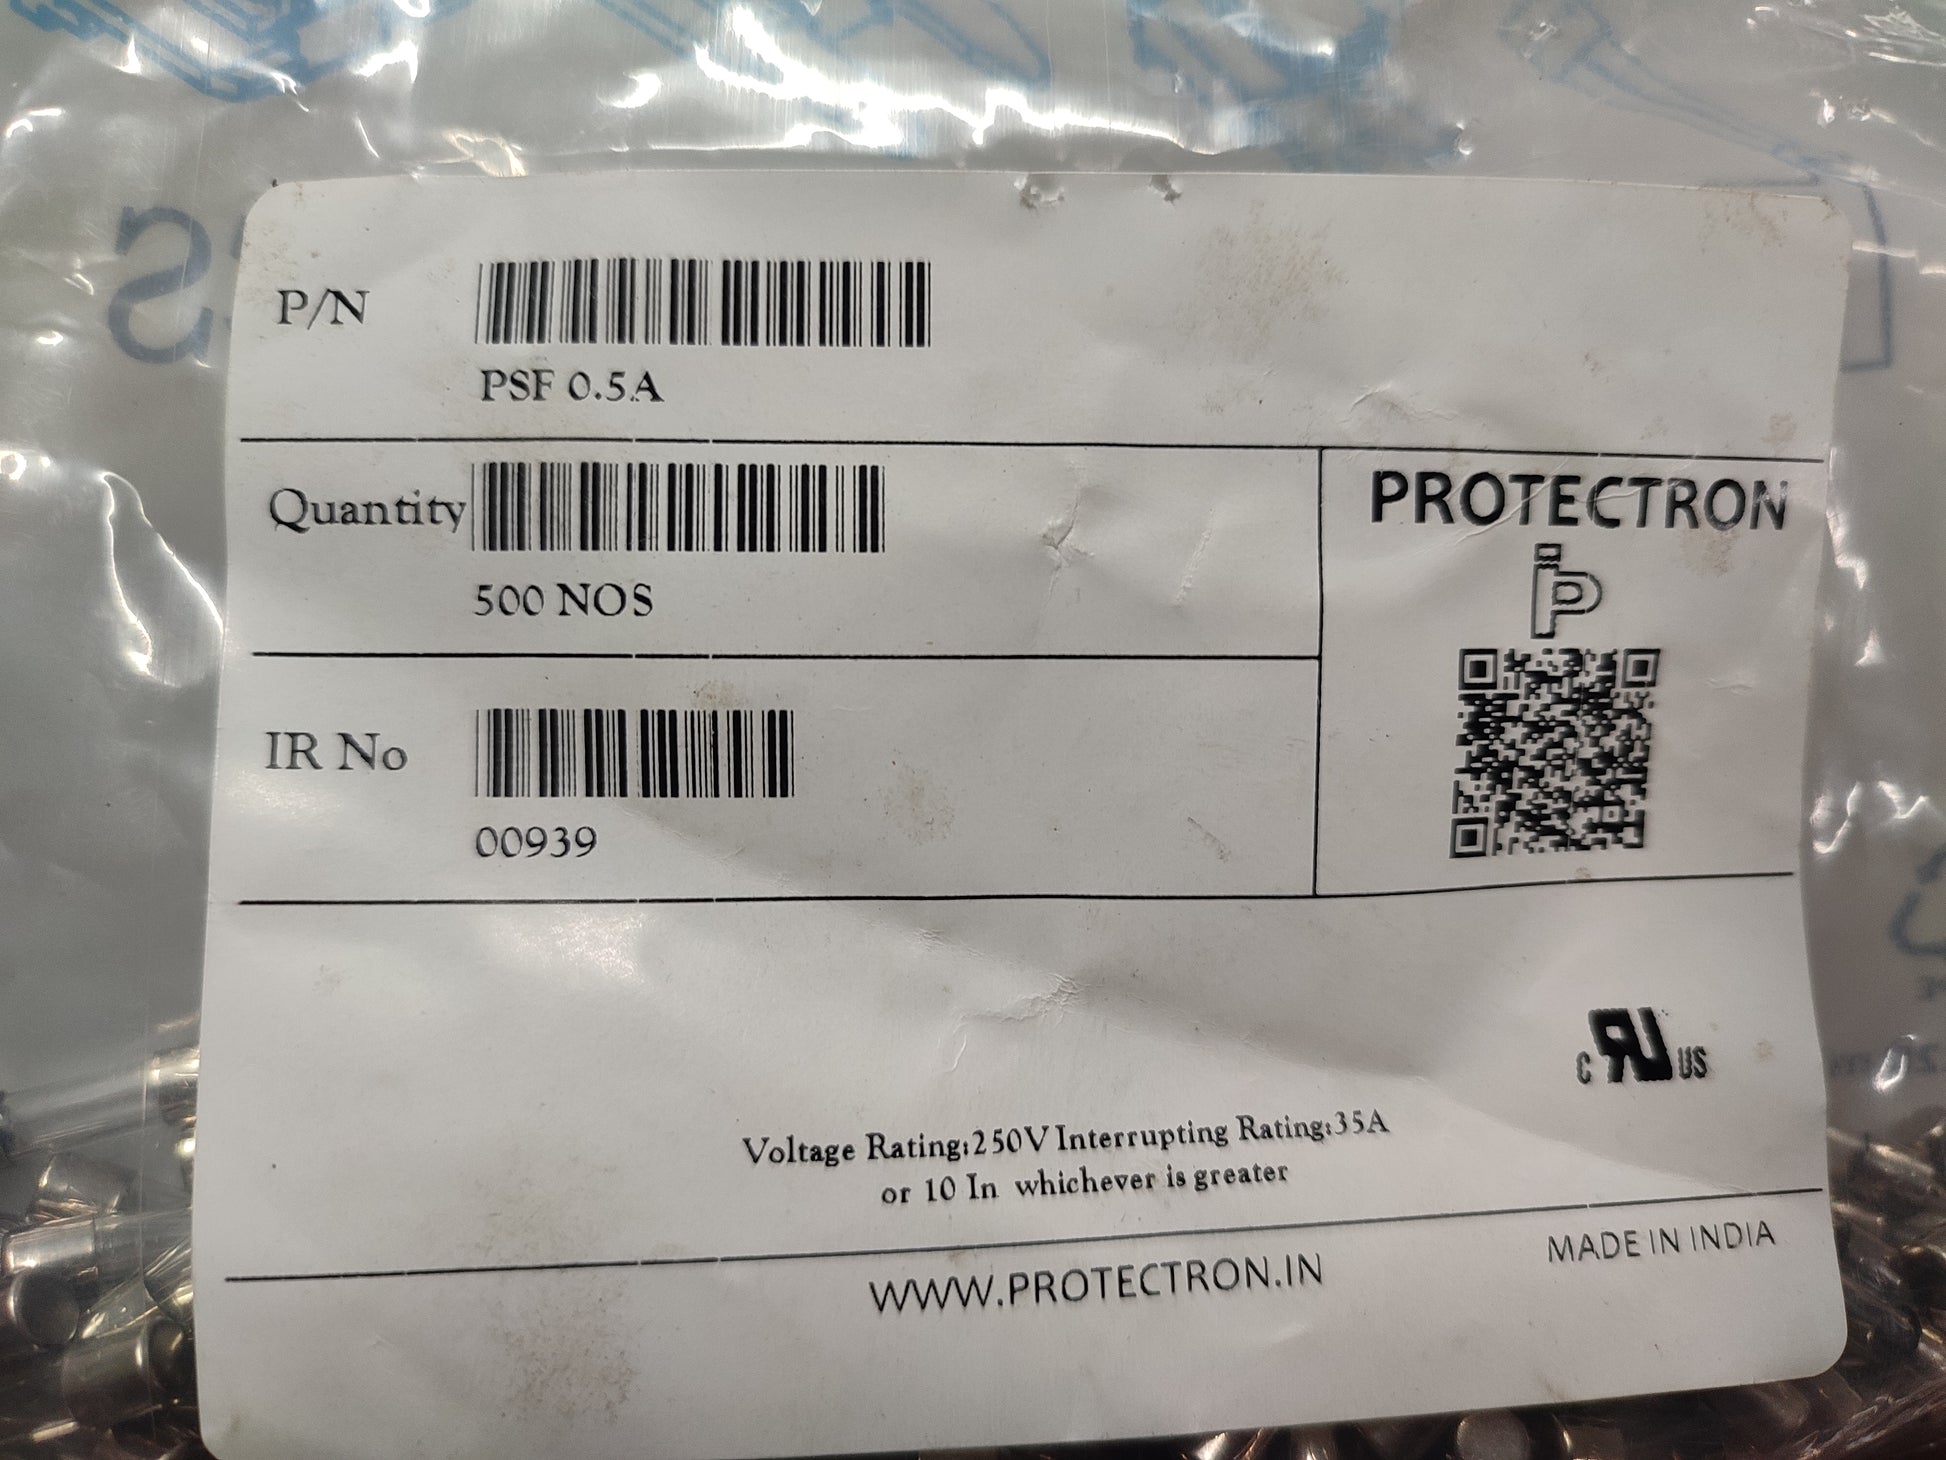 P/N
PSF 0.5A
Quantity
500 NOS
IR No
00939
PROTECTRON
c UR US
Voltage Rating:250V Interrupting Rating:35A
or 10 In whichever is greater
WWW.PROTECTRON.IN
MADE IN INDIA